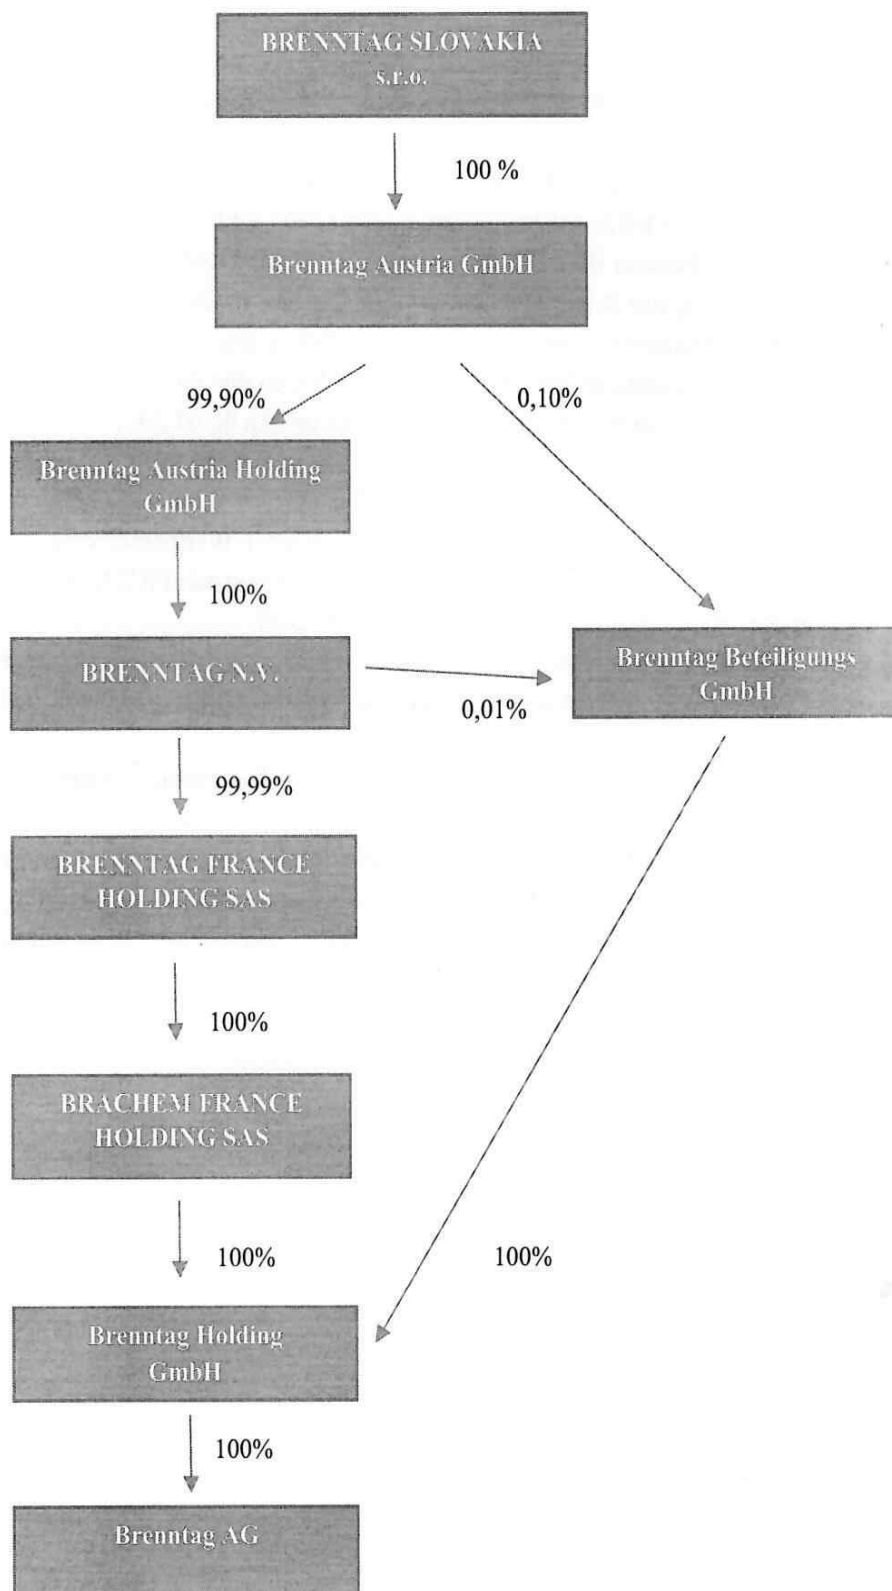 BRENNTAG SLOVAKIA
s.r.o.
100 %
Brenntag Austria GmbH
99,90%
0,10%
Brenntag Austria Holding
GmbH
100%
BRENNTAG N.V.
0,01%
Brenntag Beteiligungs
GmbH
99,99%
BRENNTAG FRANCE
HOLDING SAS
100%
BRACHEM FRANCE
HOLDING SAS
100%
100%
Brenntag Holding
GmbH
100%
Brenntag AG